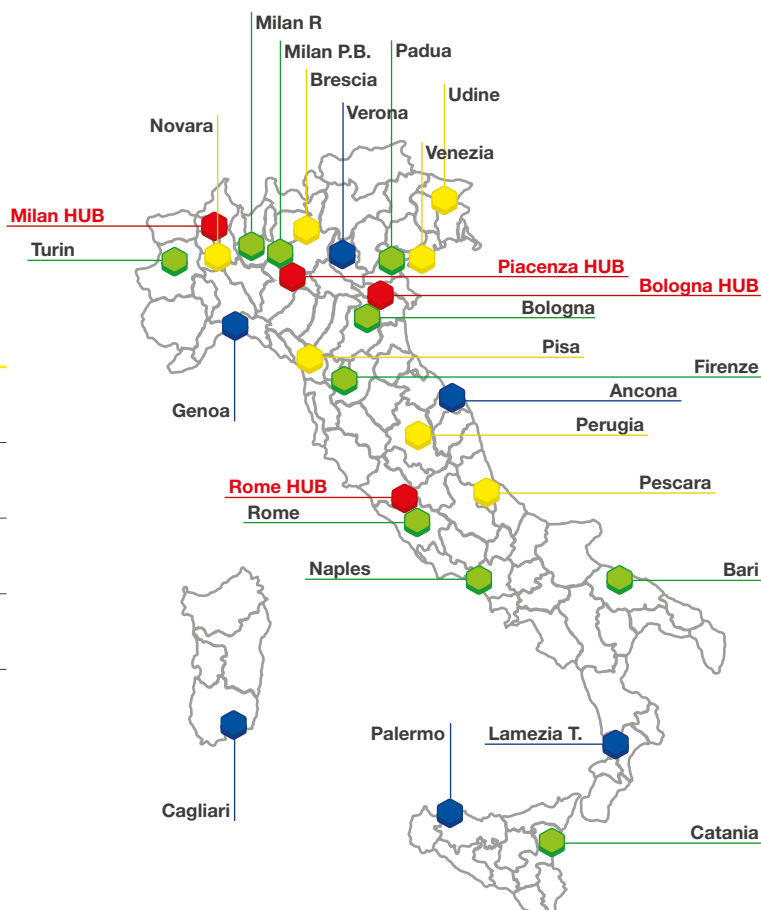 Milan R
Milan P.B.
Padua
Brescia
Udine
Verona
Novara
Venezia
Milan HUB
Turin
Piacenza HUB
Bologna HUB
Bologna
Pisa
Firenze
Genoa
Ancona
Perugia
Rome HUB
Pescara
Rome
Naples
Bari
Palermo
Lamezia T.
Cagliari
Catania